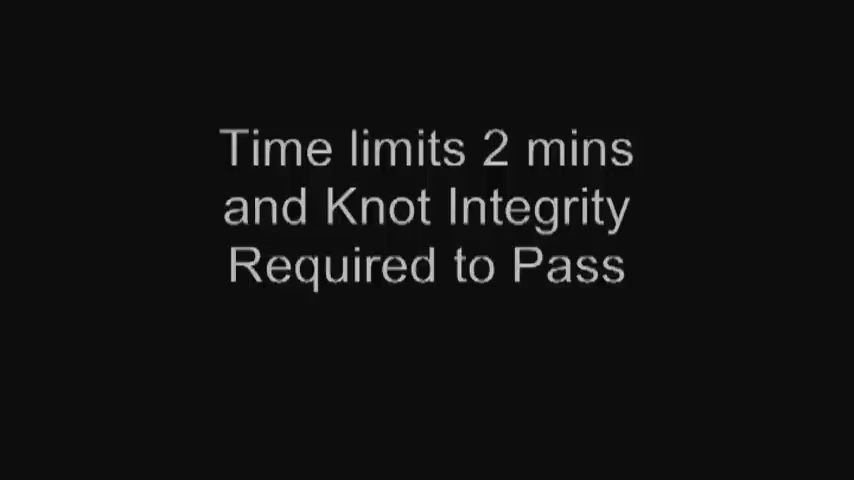 Time limits 2 mins
and Knot Integrity
Required to Pass